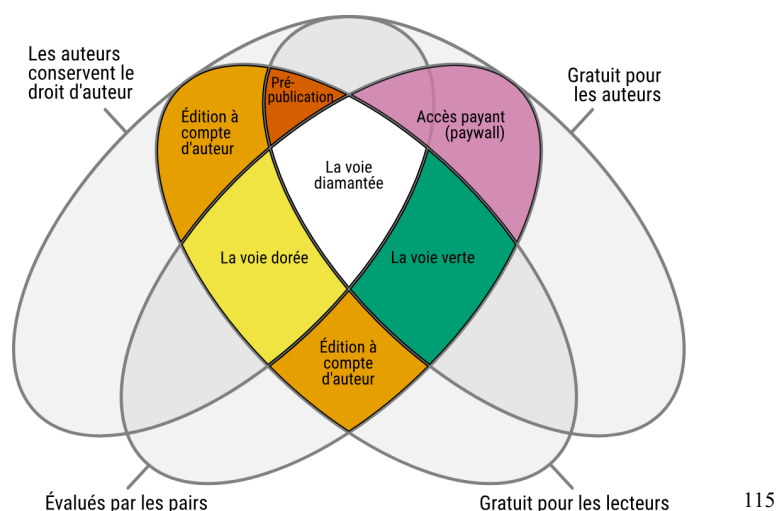 Les auteurs
conservent le
droit d'auteur
Gratuit pour
les auteurs
Pré-
publication
Édition à
compte
d'auteur
Accès payant
(paywall)
La voie
diamantée
La voie dorée
La voie verte
Édition à
compte
d'auteur
Évalués par les pairs
Gratuit pour les lecteurs
115